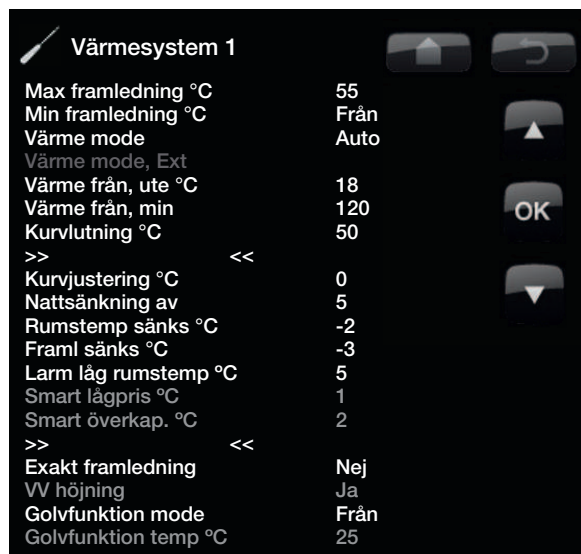 Värmesystem 1
Max framledning °C 55
Min framledning °C Från
Värme mode Auto
Värme mode, Ext
Värme från, ute °C 18
Värme från, min 120
Kurvlutning °C 50
>> <<
Kurvjustering °C 0
Nattsänkning av 5
Rumstemp sänks °C -2
Framl sänks °C -3
Larm låg rumstemp ºC 5
Smart lågpris ºC 1
Smart överkap. ºC 2
>> <<
Exakt framledning Nej
VV höjning Ja
Golvfunktion mode Från
Golvfunktion temp ºC 25
OK